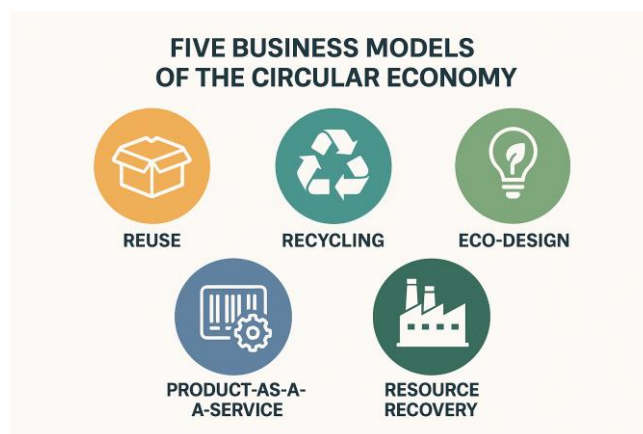 FIVE BUSINESS MODELS
OF THE CIRCULAR ECONOMY
REUSE
RECYCLING
ECO-DESIGN
PRODUCT-AS-A-
A-SERVICE
RESOURCE
RECOVERY